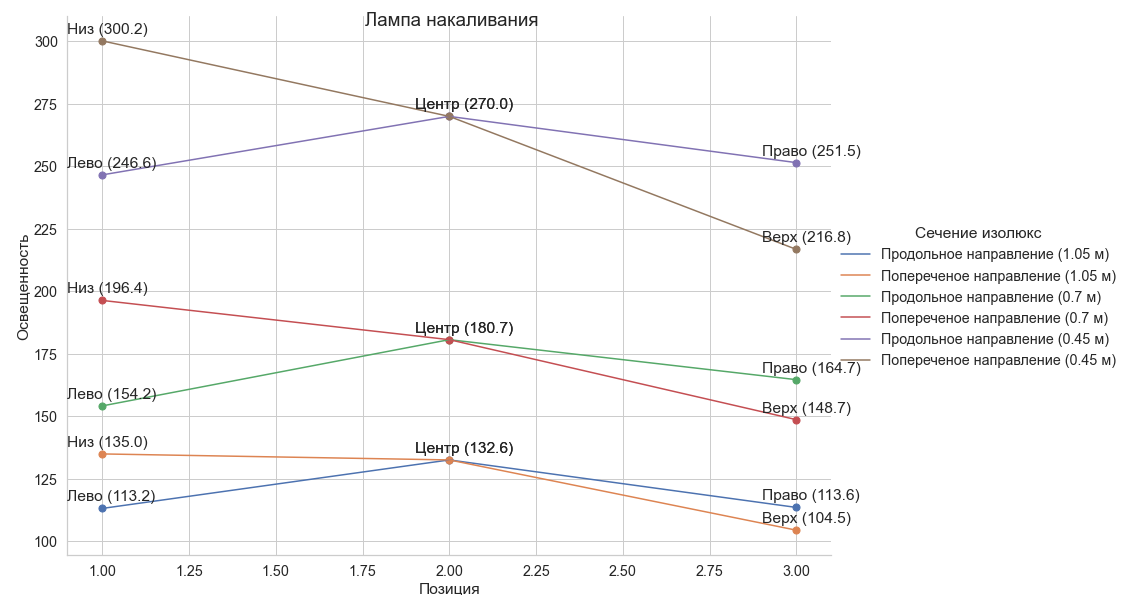 Лампа накаливания
Освещенность
300
275
250
225
200
175
150
125
100
Низ (300.2)
Центр (270.0)
Лево (246.6)
Право (251.5)
Верх (216.8)
Низ (196.4)
Центр (180.7)
Лево (154.2)
Право (164.7)
Верх (148.7)
Низ (135.0)
Центр (132.6)
Лево (113.2)
Право (113.6)
Верх (104.5)
1.00 1.25 1.50 1.75 2.00 2.25 2.50 2.75 3.00
Позиция
Сечение изолюкс
Продольное направление (1.05 м)
Попереченое направление (1.05 м)
Продольное направление (0.7 м)
Попереченое направление (0.7 м)
Продольное направление (0.45 м)
Попереченое направление (0.45 м)